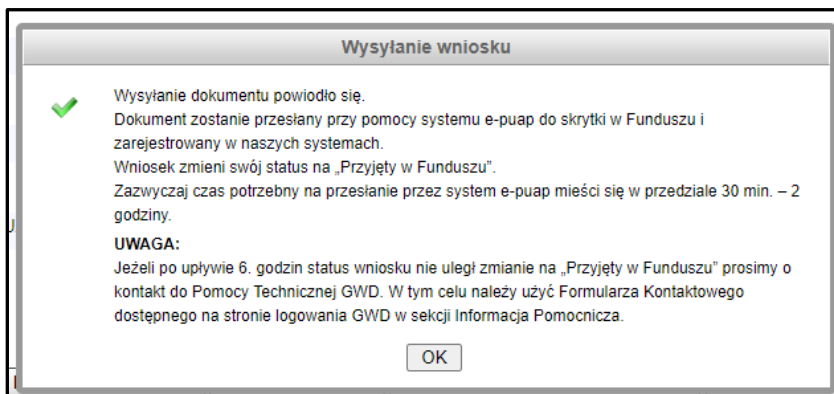 Wysyłanie wniosku
Wysyłanie dokumentu powiodło się.
Dokument zostanie przesłany przy pomocy systemu e-puap do skrytki w Funduszu i
zarejestrowany w naszych systemach.
Wniosek zmieni swój status na „Przyjęty w Funduszu”.
Zazwyczaj czas potrzebny na przesłanie przez system e-puap mieści się w przedziale 30 min. – 2
godziny.
UWAGA:
Jeżeli po upływie 6. godzin status wniosku nie uległ zmianie na „Przyjęty w Funduszu” prosimy o
kontakt do Pomocy Technicznej GWD. W tym celu należy użyć Formularza Kontaktowego
dostępnego na stronie logowania GWD w sekcji Informacja Pomocnicza.
OK